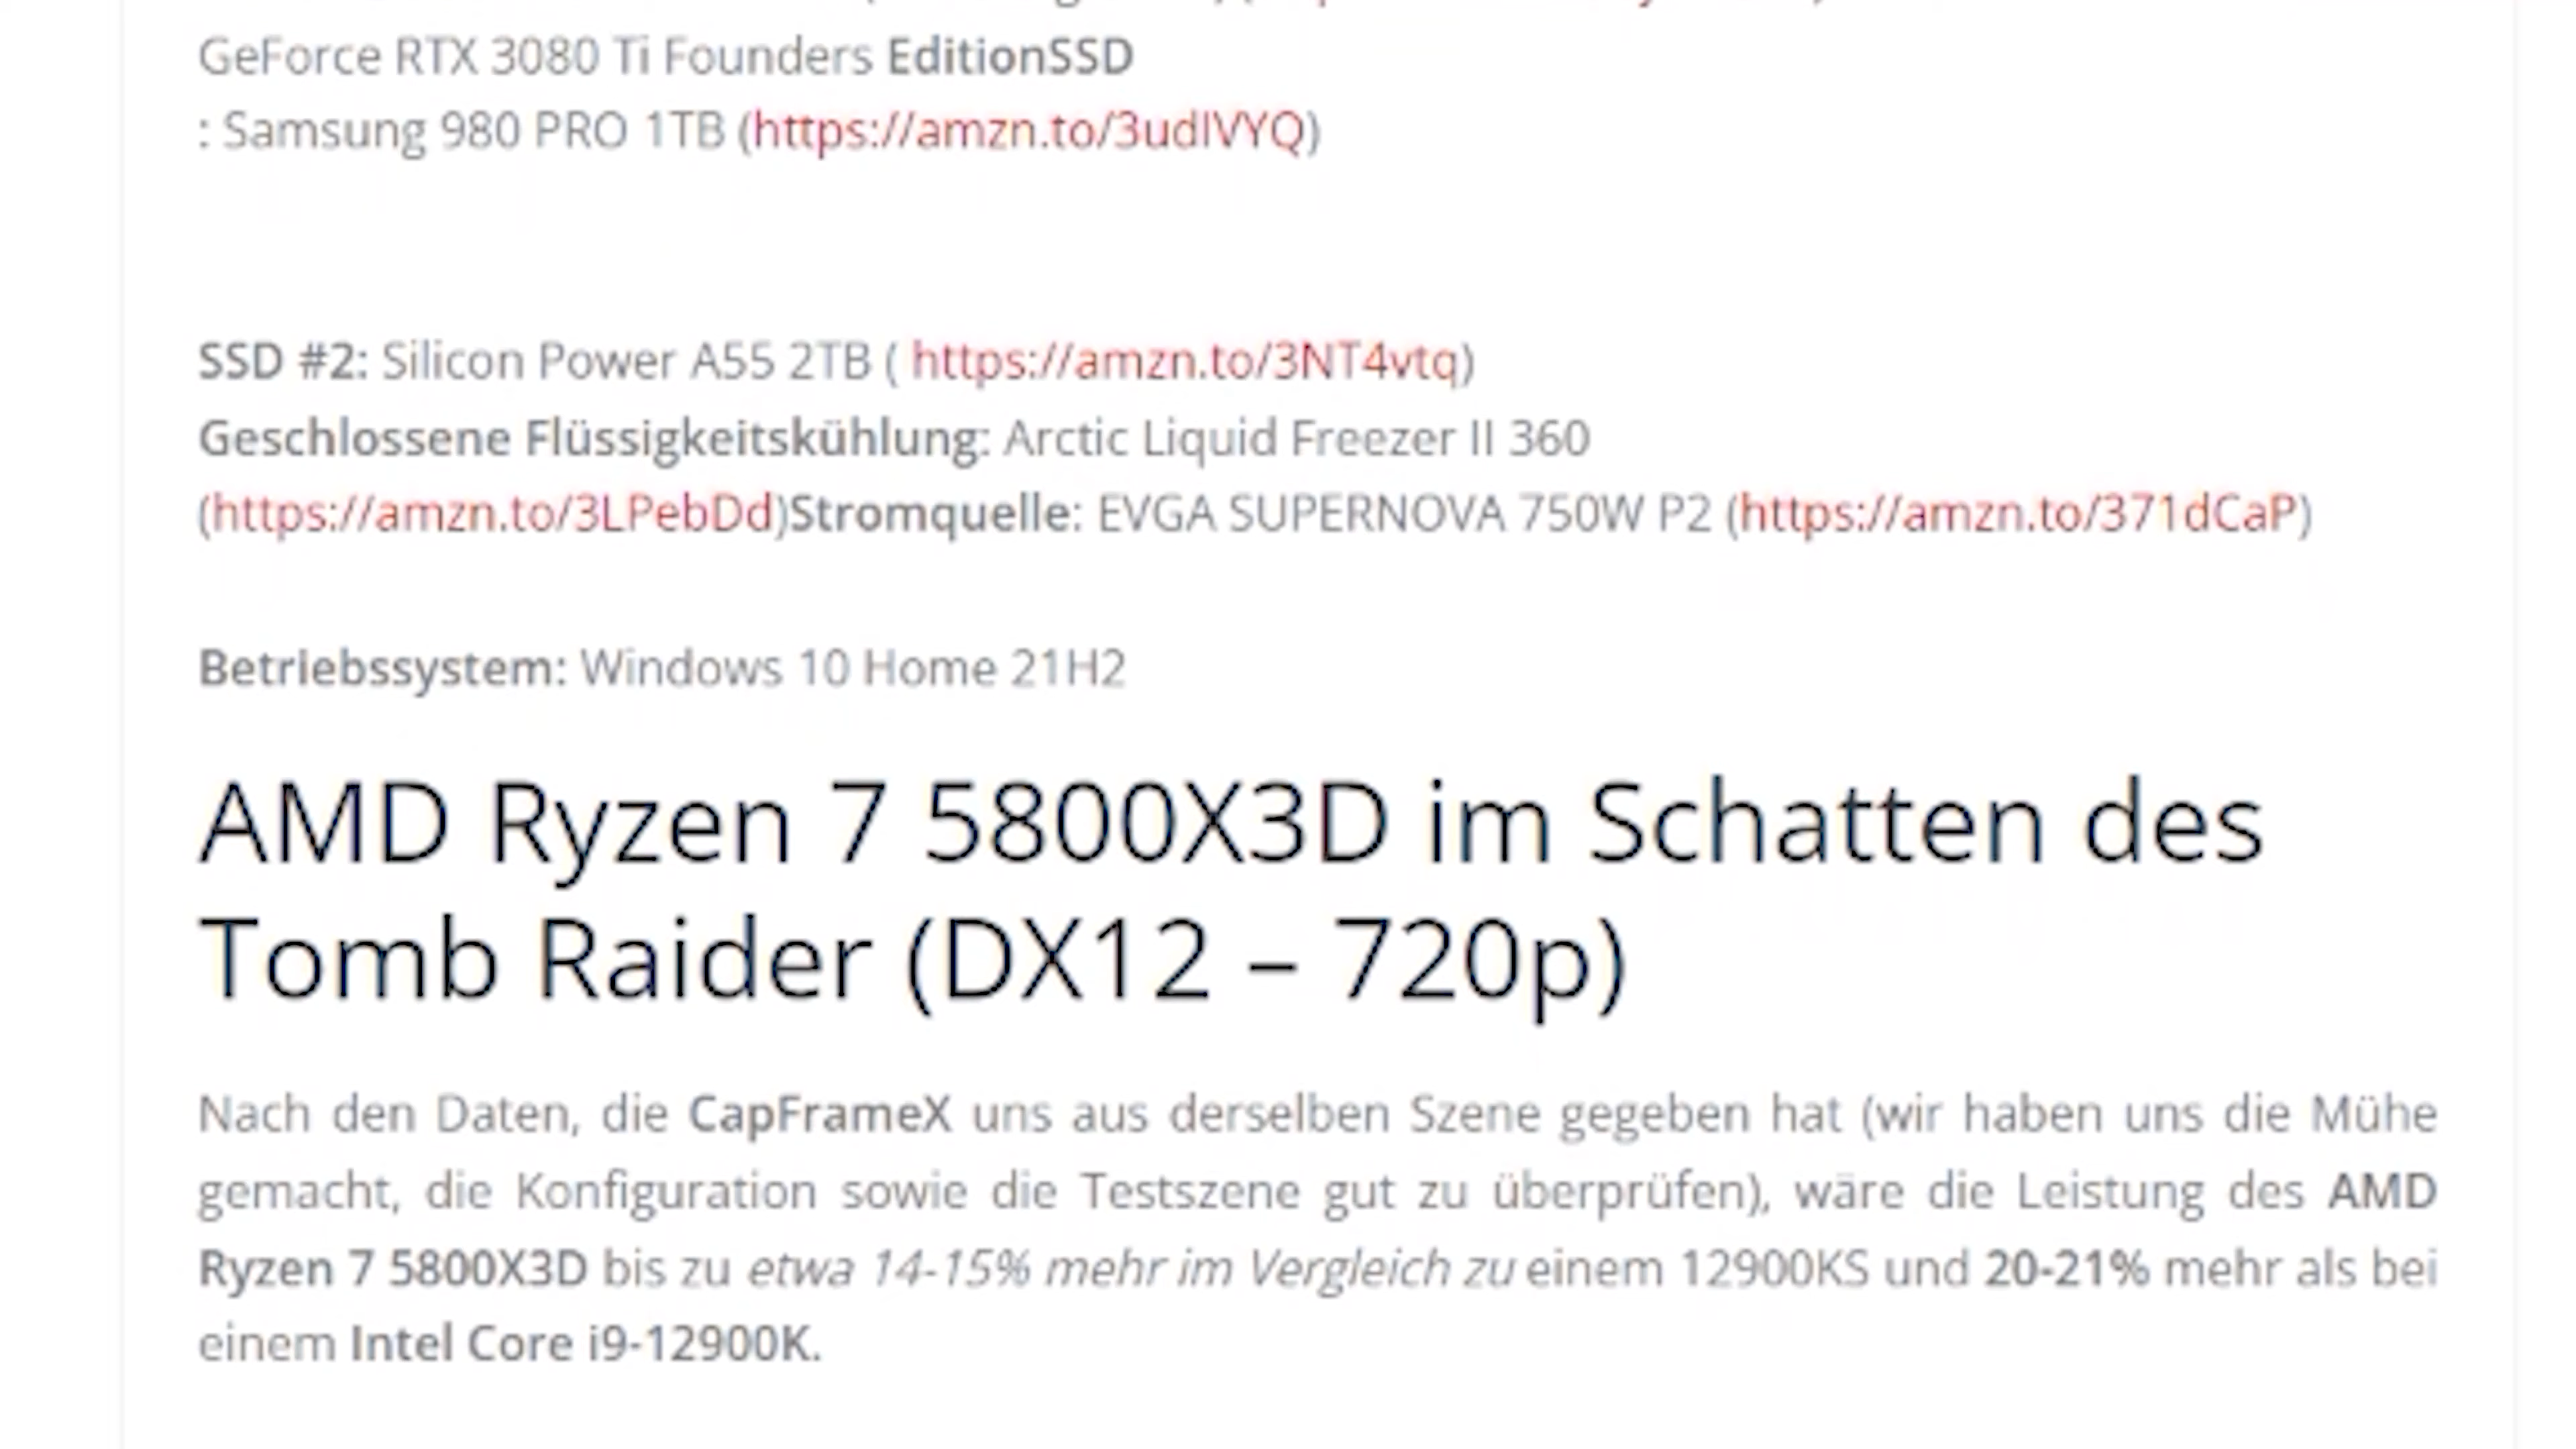 GeForce RTX 3080 Ti Founders EditionSSD
: Samsung 980 PRO 1TB (https://amzn.to/3udIVYQ)
SSD #2: Silicon Power A55 2TB ( https://amzn.to/3NT4vtq)
Geschlossene Flüssigkeitskühlung: Arctic Liquid Freezer II 360
(https://amzn.to/3LPebDd)Stromquelle: EVGA SUPERNOVA 750W P2 (https://amzn.to/371dCaP)
Betriebssystem: Windows 10 Home 21H2
AMD Ryzen 7 5800X3D im Schatten des
Tomb Raider (DX12 – 720p)
Nach den Daten, die CapFrameX uns aus derselben Szene gegeben hat (wir haben uns die Mühe
gemacht, die Konfiguration sowie die Testszene gut zu überprüfen), wäre die Leistung des AMD
Ryzen 7 5800X3D bis zu etwa 14-15% mehr im Vergleich zu einem 12900KS und 20-21% mehr als bei
einem Intel Core i9-12900K.